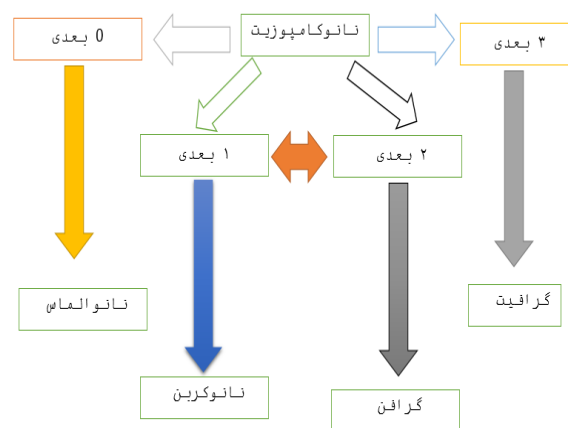 نانوکامپوزیت
۳ بعدی
0 بعدی
۲ بعدی
۱ بعدی
گرافیت
نانوالماس
گرافن
نانوکربن